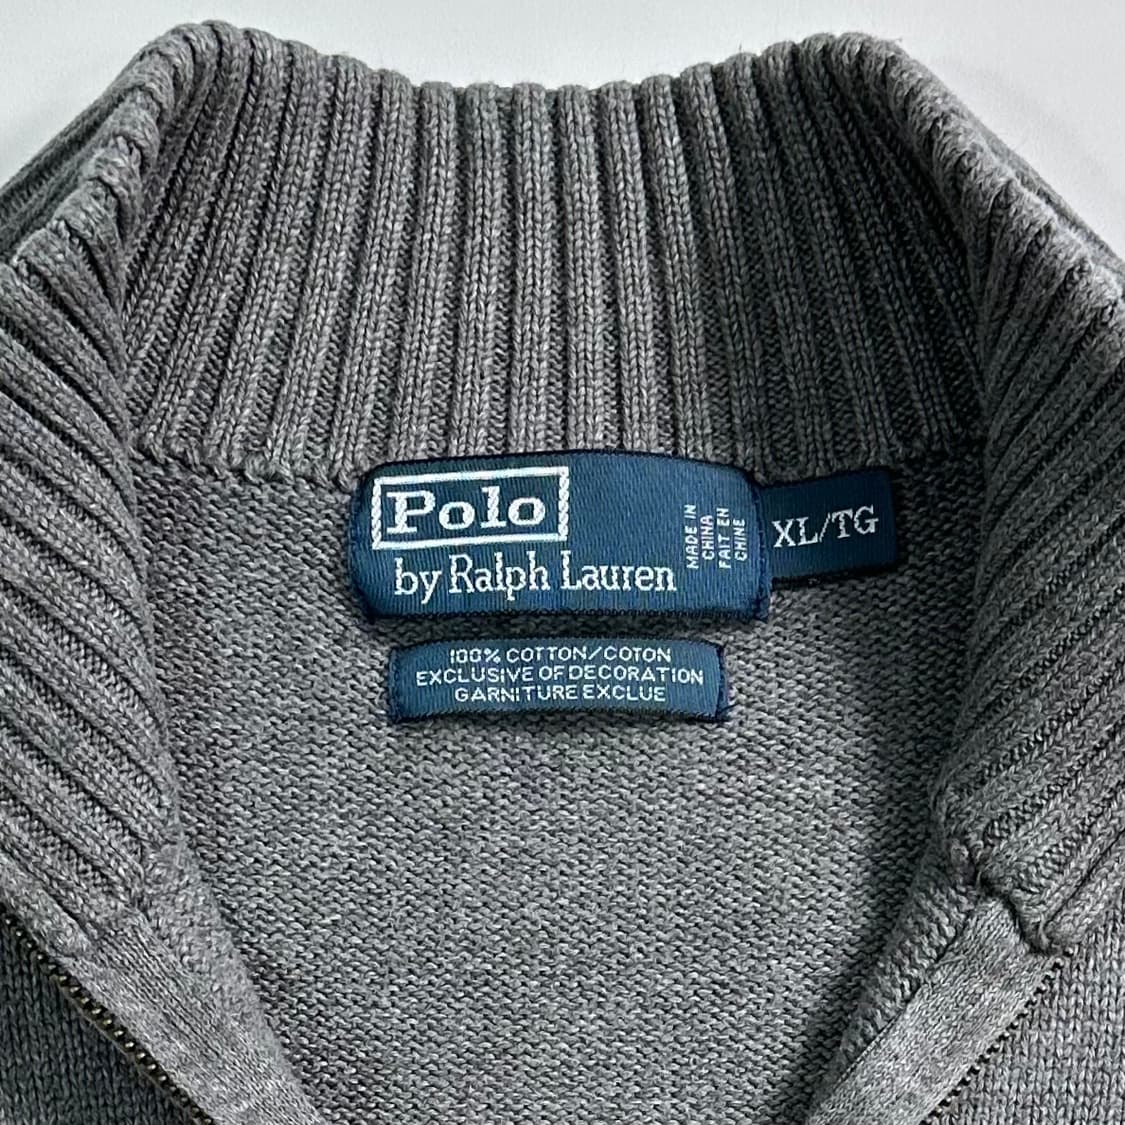 Polo
by Ralph Lauren
MADE IN
CHINA
FAIT EN
CHINE
XL/TG
100% COTTON/COTON
EXCLUSIVE OF DECORATION
GARNITURE EXCLUE